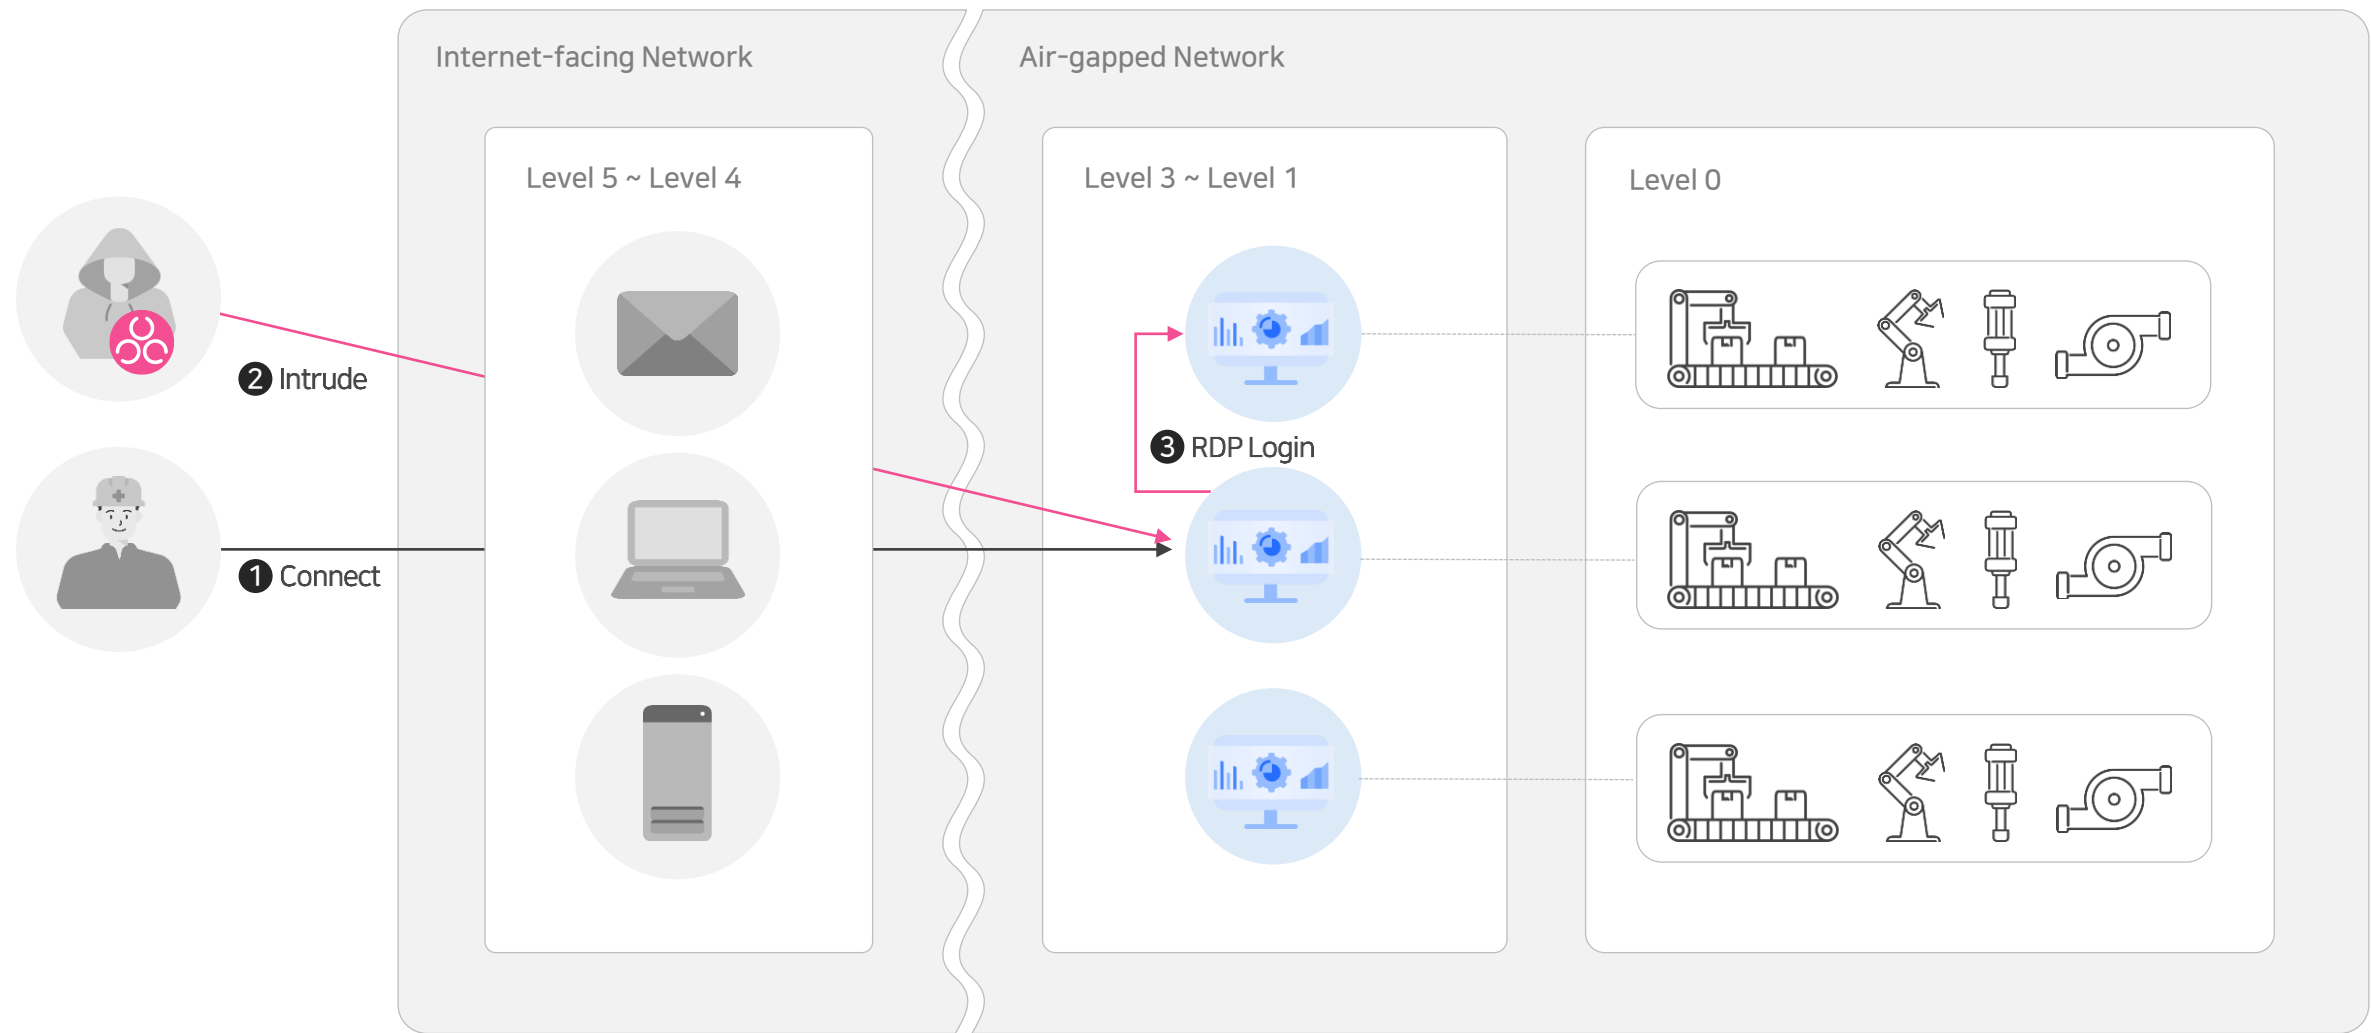 Internet-facing Network
Air-gapped Network
Level 5 ~ Level 4
Level 3 ~ Level 1
Level 0
2 Intrude
3 RDP Login
1 Connect